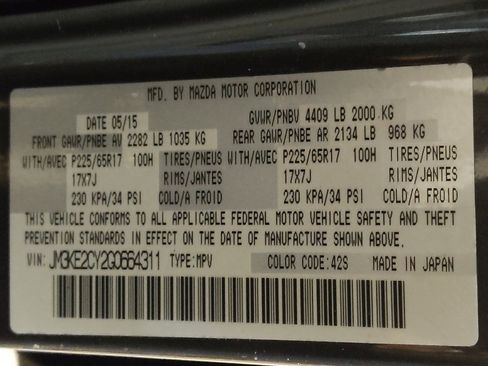 MFD. BY MAZDA MOTOR CORPORATION
DATE 05/15 GVWR/PNBV 4409 LB 2000 KG
FRONT GAWR/PNBE AV 2282 LB 1035 KG REAR GAWR/PNBE AR 2134 LB 968 KG
WITH/AVEC P225/65R17 100H TIRES/PNEUS WITH/AVEC P225/65R17 100H TIRES/PNEUS
17X7J RIMS/JANTES 17X7J RIMS/JANTES
230 KPA/34 PSI COLD/A FROID 230 KPA/34 PSI COLD/A FROID
THIS VEHICLE CONFORMS TO ALL APPLICABLE FEDERAL MOTOR VEHICLE SAFETY AND THEFT
PREVENTION STANDARDS IN EFFECT ON THE DATE OF MANUFACTURE SHOWN ABOVE.
VIN: JM3KE2CY2G0664311 TYPE:MPV COLOR CODE:42S MADE IN JAPAN